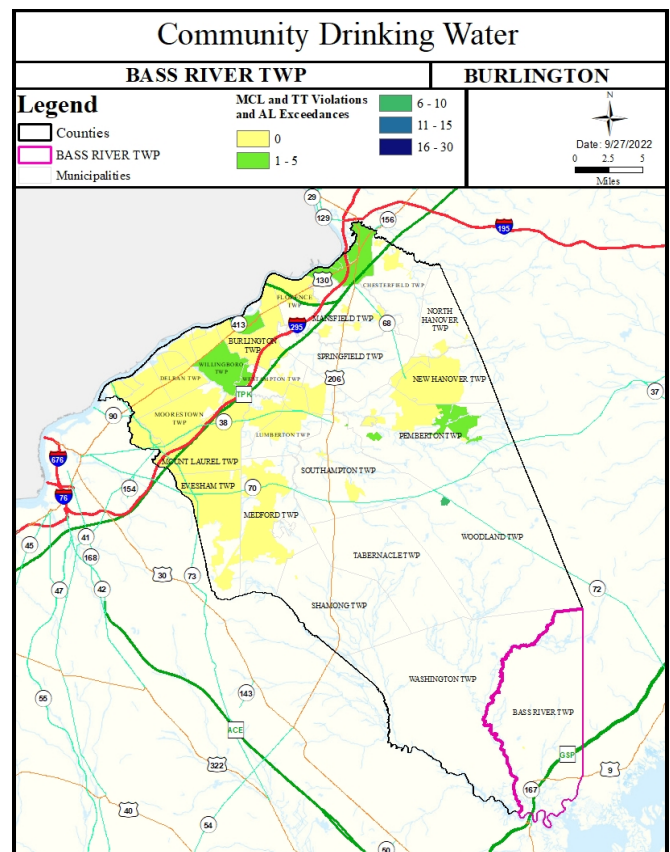 Community Drinking Water
BASS RIVER TWP
BURLINGTON
Legend
Counties
BASS RIVER TWP
Municipalities
MCL and TT Violations
and AL Exceedances
0
1 - 5
6 - 10
11 - 15
16 - 30
N
Date: 9/27/2022
0 2.5 5
Miles
29
129
156
195
130
CHESTERFIELD TWP
FLORENCE
TWP
MANSFIELD TWP
NORTH
HANOVER
TWP
413
295
68
BURLINGTON
TWP
SPRINGFIELD TWP
WILLINGBORO
TWP
DELRAN TWP
WESTAMPTON TWP
206
NEW HANOVER TWP
TPK
37
90
MOORESTOWN
TWP
38
LUMBERTON TWP
PEMBERTON TWP
676
MOUNT LAUREL TWP
SOUTHAMPTON TWP
76
154
EVESHAM TWP
70
MEDFORD TWP
45
41
168
WOODLAND TWP
30
73
TABERNACLE TWP
47
42
72
SHAMONG TWP
WASHINGTON TWP
55
143
BASS RIVER TWP
ACE
GSP
322
9
167
40
54
50